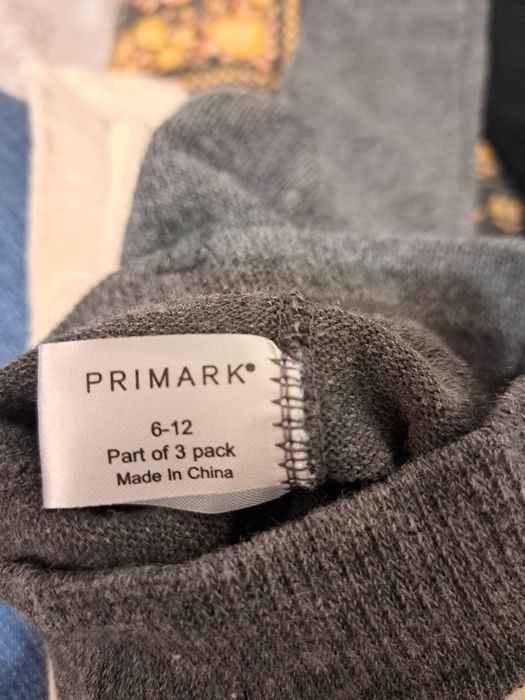 PRIMARK®
6-12
Part of 3 pack
Made In China